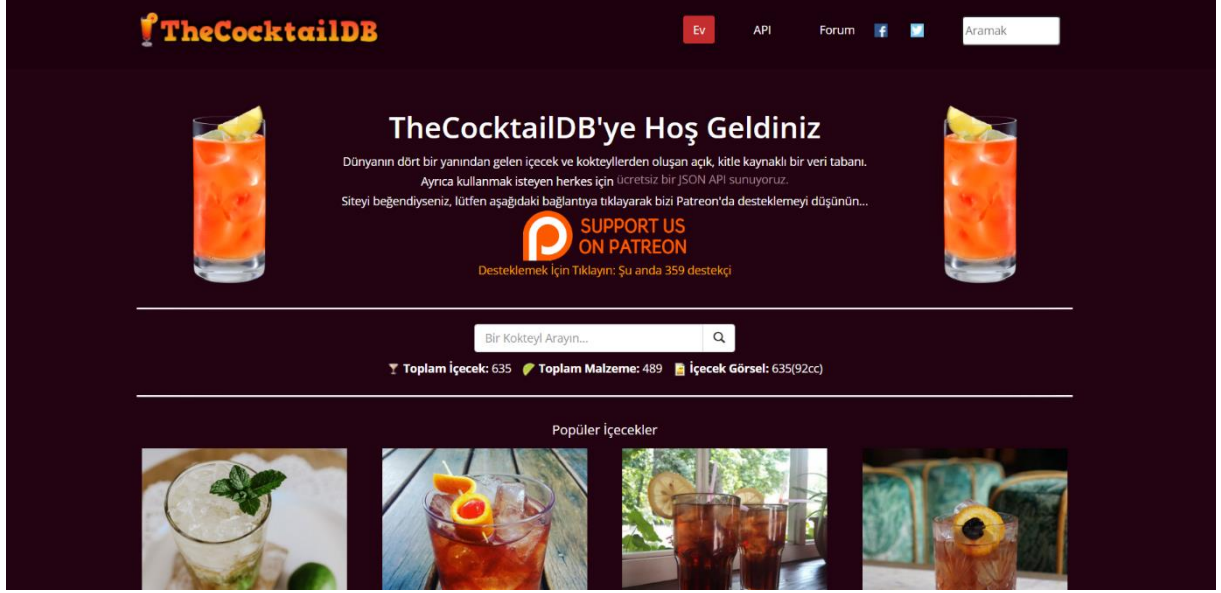 TheCocktailDB
Ev API Forum Aramak
TheCocktailDB'ye Hoş Geldiniz
Dünyanın dört bir yanından gelen içecek ve kokteyllerden oluşan açık, kitle kaynaklı bir veri tabanı.
Ayrıca kullanmak isteyen herkes için ücretsiz bir JSON API sunuyoruz.
Siteyi beğendiyseniz, lütfen aşağıdaki bağlantıya tıklayarak bizi Patreon'da desteklemeyi düşünün...
SUPPORT US
ON PATREON
Desteklemek İçin Tıklayın: Şu anda 359 destekçi
Bir Kokteyl Arayın...
Toplam İçecek: 635 Toplam Malzeme: 489 İçecek Görsel: 635(92cc)
Popüler İçecekler